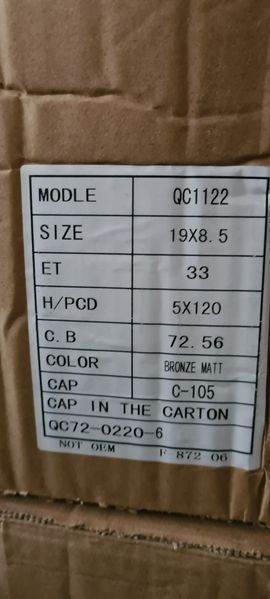 MODLE QC1122
SIZE 19X8.5
ET 33
H/PCD 5X120
C.B 72.56
COLOR BRONZE MATT
CAP C-105
CAP IN THE CARTON
QC72-0220-6
NOT OEM F 872 06